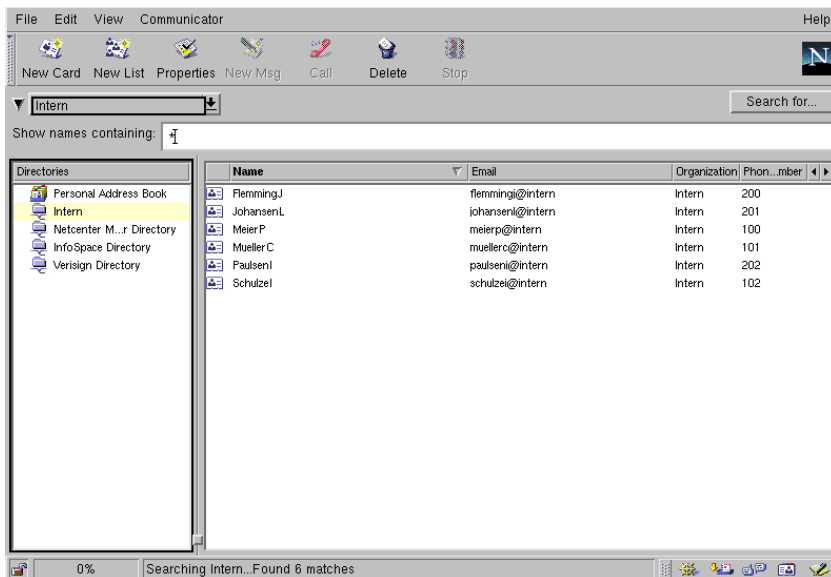 File Edit View Communicator Help
New Card New List Properties New Msg Call Delete Stop
N
Intern Search for...
Show names containing: *
Directories
Personal Address Book
Intern
Netcenter M...r Directory
InfoSpace Directory
Verisign Directory
Name Email Organization Phon...mber
FlemmingJ flemmingj@intern Intern 200
JohansenL johansenl@intern Intern 201
MeierP meierp@intern Intern 100
MuellerC muellerc@intern Intern 101
PaulsenI paulseni@intern Intern 202
SchulzeI schulzei@intern Intern 102
0% Searching Intern...Found 6 matches